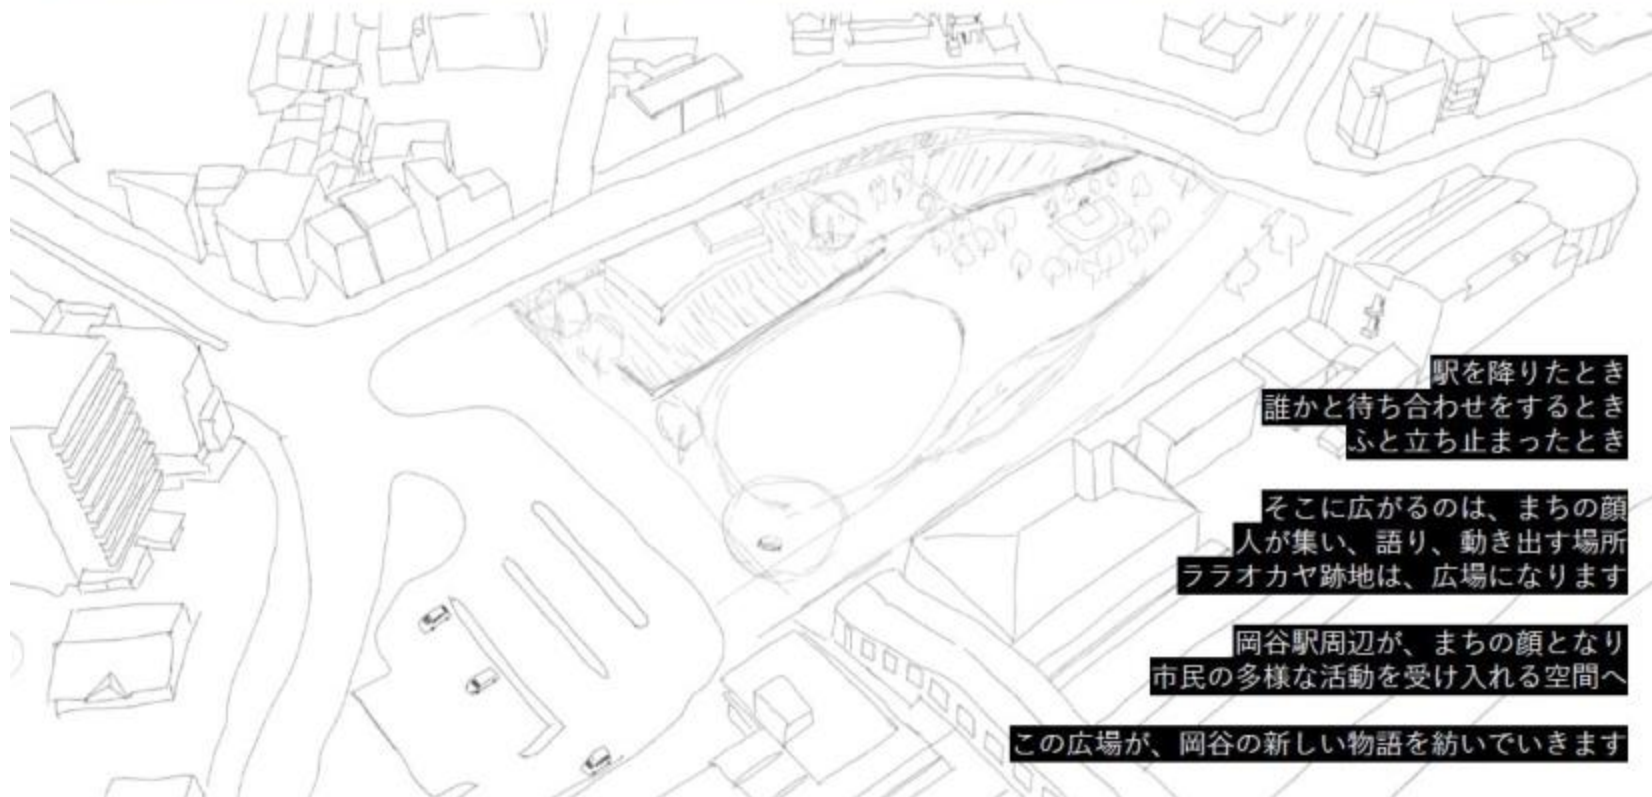 駅を降りたとき
誰かと待ち合わせをするとき
ふと立ち止まったとき
そこに広がるのは、まちの顔
人が集い、語り、動き出す場所
ララオカヤ跡地は、広場になります
岡谷駅周辺が、まちの顔となり
市民の多様な活動を受け入れる空間へ
この広場が、岡谷の新しい物語を紡いでいきます